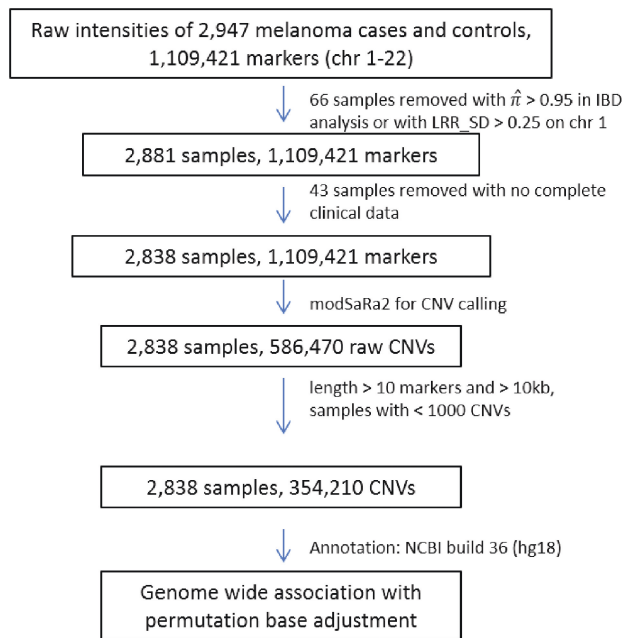 Raw intensities of 2,947 melanoma cases and controls,
1,109,421 markers (chr 1-22)
66 samples removed with π̂ > 0.95 in IBD
analysis or with LRR_SD > 0.25 on chr 1
2,881 samples, 1,109,421 markers
43 samples removed with no complete
clinical data
2,838 samples, 1,109,421 markers
modSaRa2 for CNV calling
2,838 samples, 586,470 raw CNVs
length > 10 markers and > 10kb,
samples with < 1000 CNVs
2,838 samples, 354,210 CNVs
Annotation: NCBI build 36 (hg18)
Genome wide association with
permutation base adjustment